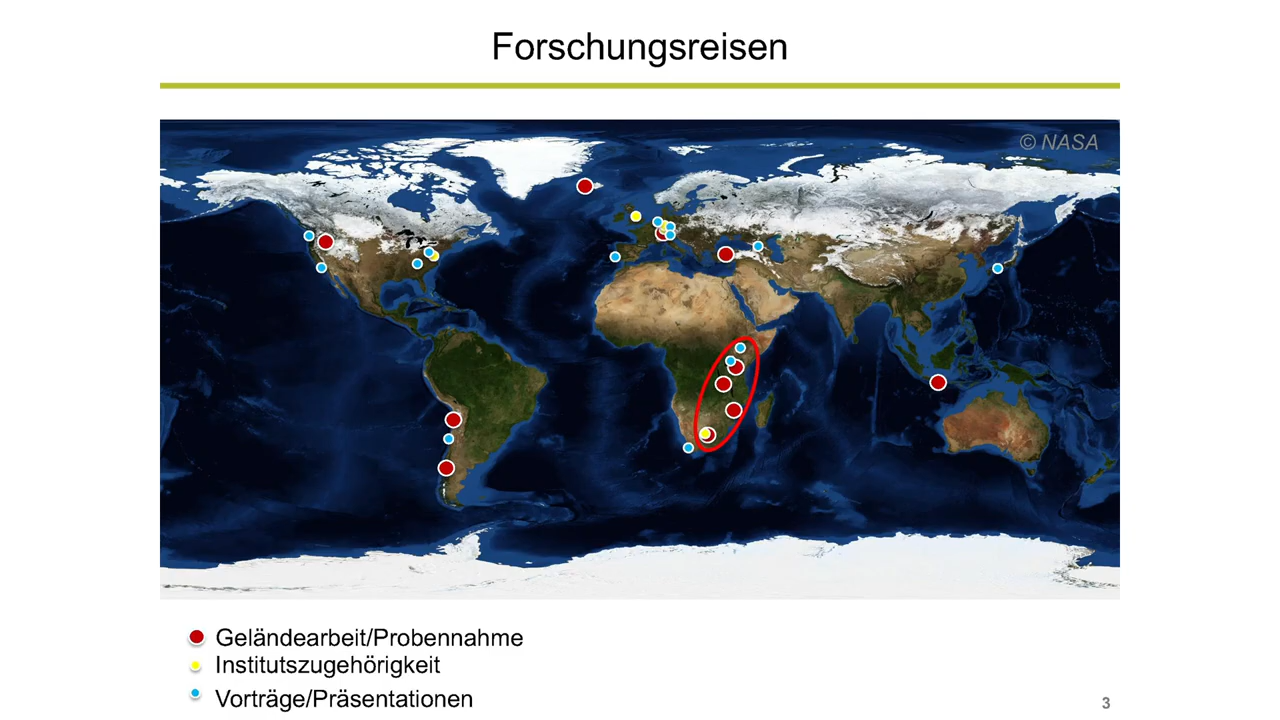 Forschungsreisen
© NASA
Geländearbeit/Probennahme
Institutszugehörigkeit
Vorträge/Präsentationen
3